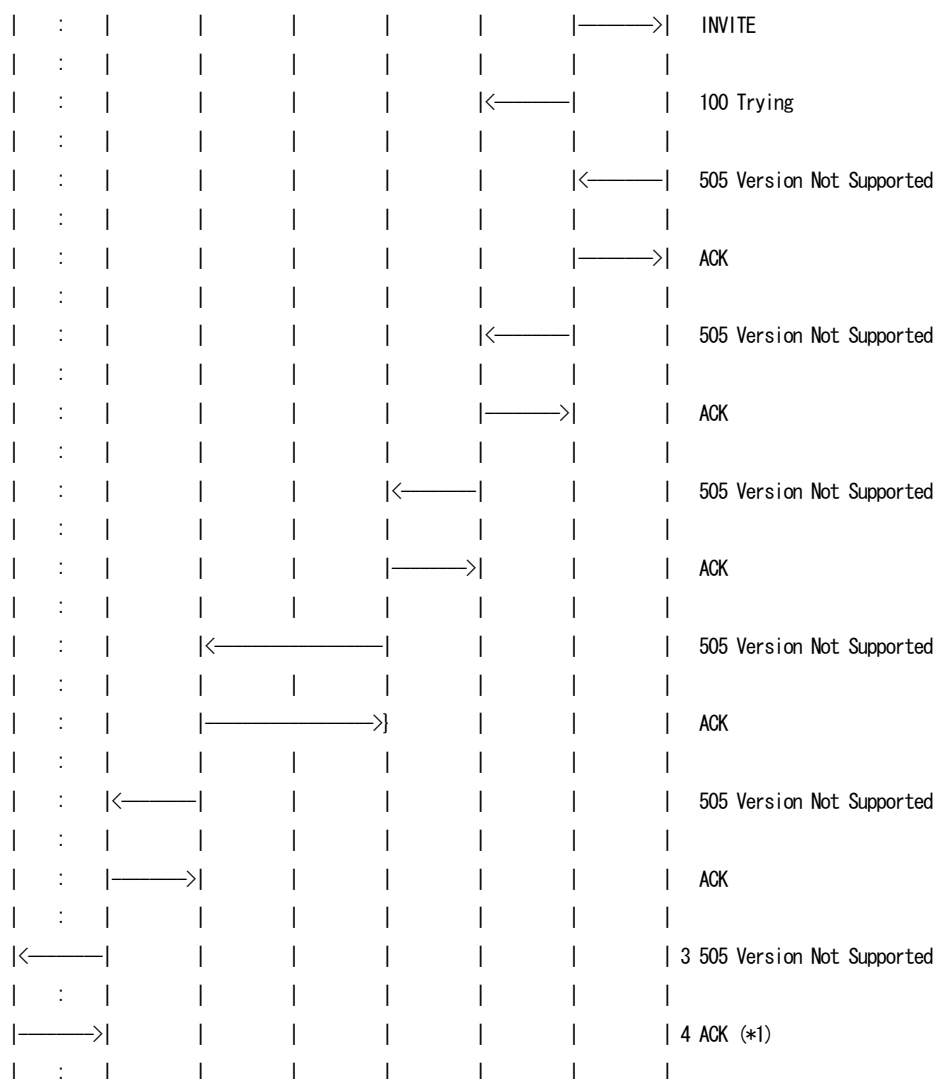 INVITE
100 Trying
505 Version Not Supported
ACK
505 Version Not Supported
ACK
505 Version Not Supported
ACK
505 Version Not Supported
ACK
505 Version Not Supported
ACK
3 505 Version Not Supported
4 ACK (*1)